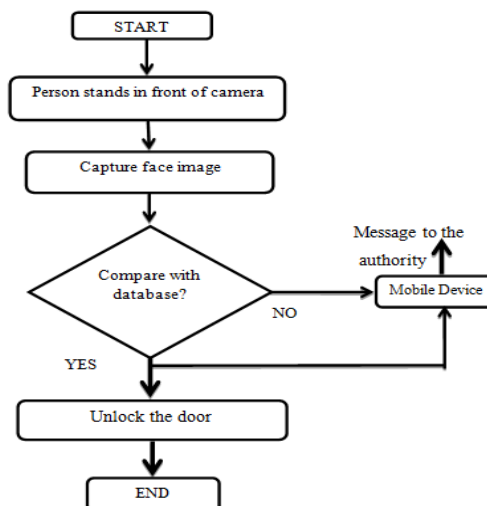 START
Person stands in front of camera
Capture face image
Message to the
authority
Compare with
database?
Mobile Device
NO
YES
Unlock the door
END